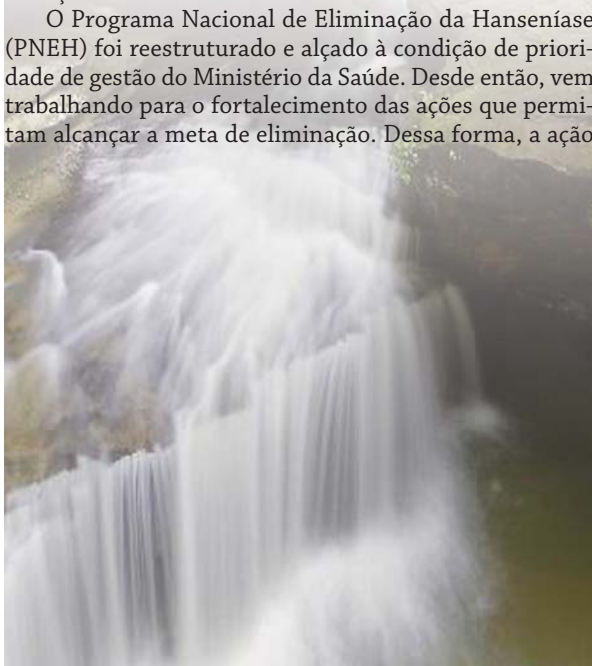 O Programa Nacional de Eliminação da Hanseníase
(PNEH) foi reestruturado e alçado à condição de priori-
dade de gestão do Ministério da Saúde. Desde então, vem
trabalhando para o fortalecimento das ações que permi-
tam alcançar a meta de eliminação. Dessa forma, a ação